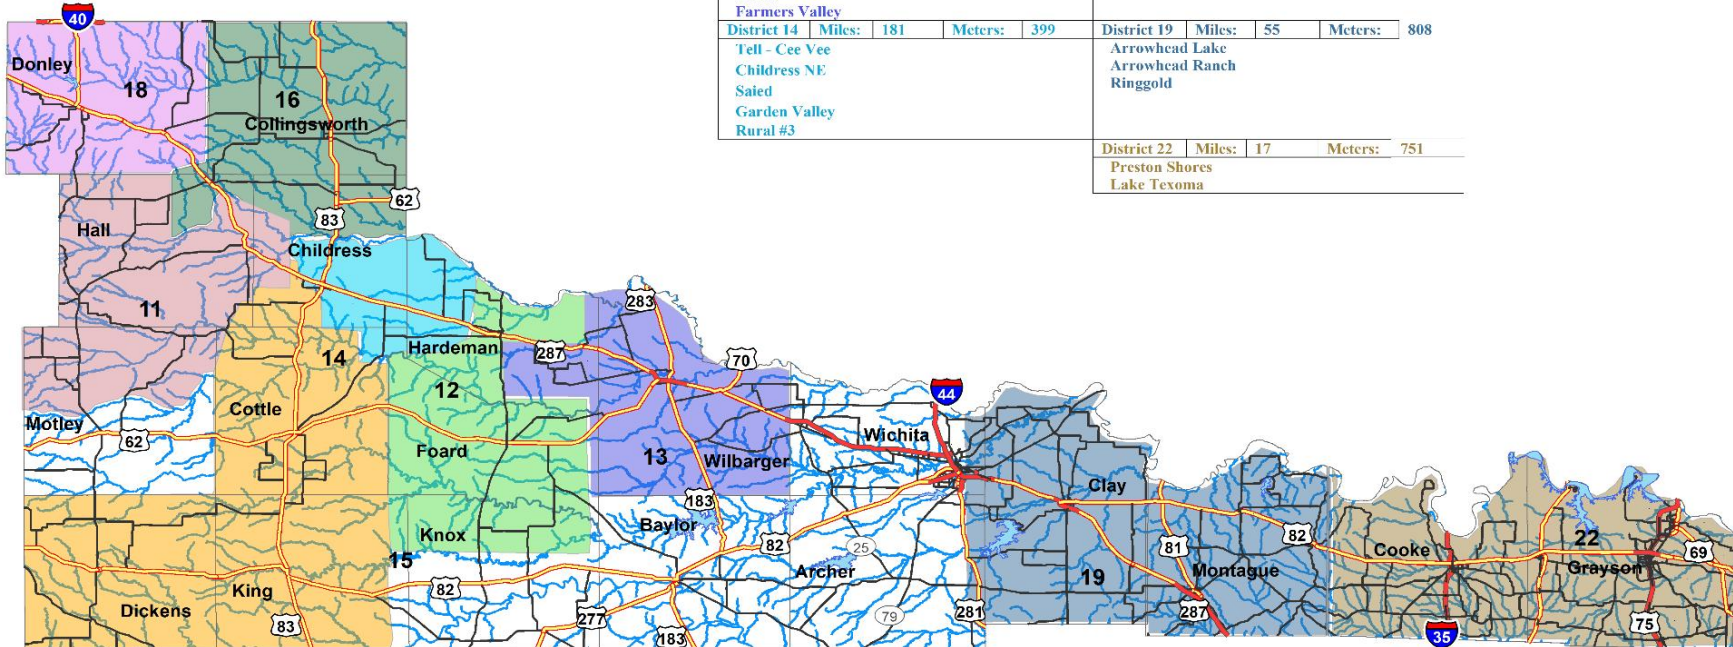 Farmers Valley
District 14 Miles: 181 Meters: 399
Tell - Cee Vee
Childress NE
Saied
Garden Valley
Rural #3
District 19 Miles: 55 Meters: 808
Arrowhead Lake
Arrowhead Ranch
Ringgold
District 22 Miles: 17 Meters: 751
Preston Shores
Lake Texoma
40
Donley
18
16
Collingsworth
62
83
Hall
Childress
11
283
14
Hardeman
287
70
12
44
Cottle
Motley
62
Wichita
Foard
13
Wilbarger
Clay
183
Baylor
Knox
82
25
82
81
Cooke
22
69
15
Archer
19
Montague
Grayson
King
82
Dickens
83
277
183
79
281
287
35
75